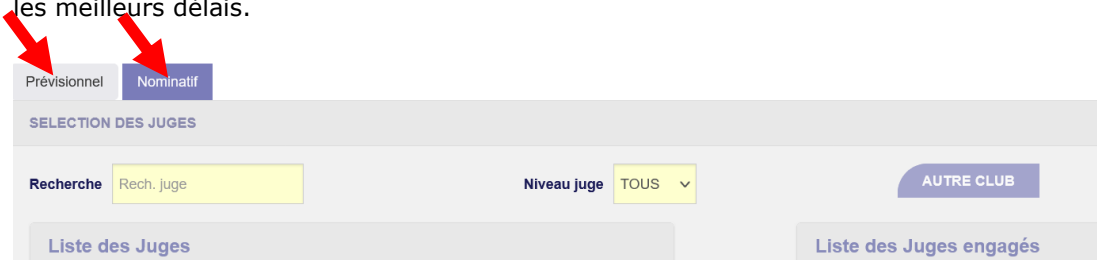 les meilleurs délais.
Prévisionnel Nominatif
SELECTION DES JUGES
Recherche Rech. juge Niveau juge TOUS AUTRE CLUB
Liste des Juges Liste des Juges engagés